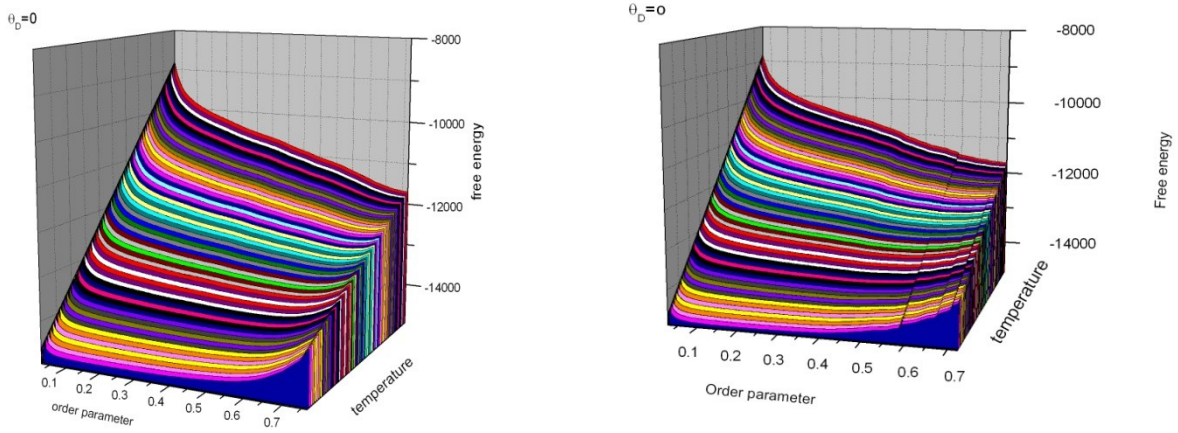 θD=0
-8000
-10000
-12000
-14000
free energy
0.1 0.2 0.3 0.4 0.5 0.6 0.7
order parameter
temperature
θD=o
-8000
-10000
-12000
-14000
Free energy
0.1 0.2 0.3 0.4 0.5 0.6 0.7
Order parameter
temperature